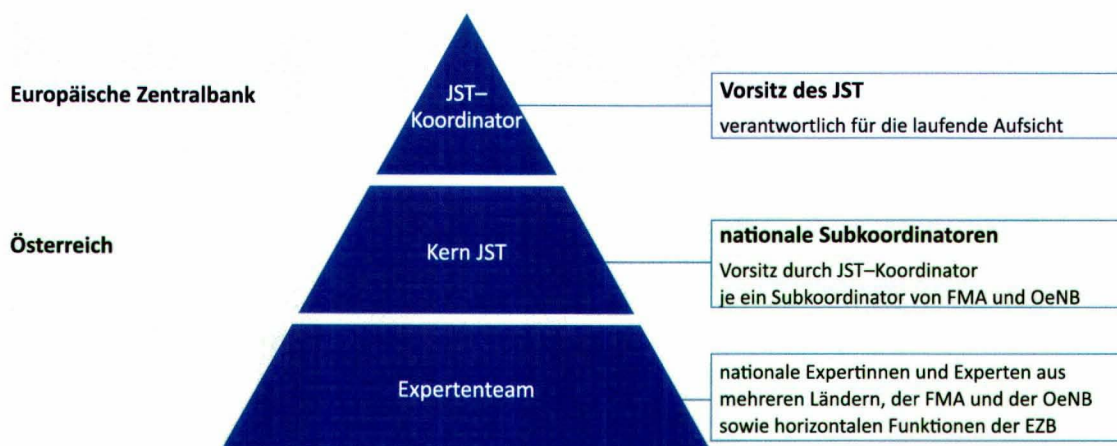 Europäische Zentralbank
JST–
Koordinator
Vorsitz des JST
verantwortlich für die laufende Aufsicht
Österreich
Kern JST
nationale Subkoordinatoren
Vorsitz durch JST–Koordinator
je ein Subkoordinator von FMA und OeNB
Expertenteam
nationale Expertinnen und Experten aus
mehreren Ländern, der FMA und der OeNB
sowie horizontalen Funktionen der EZB